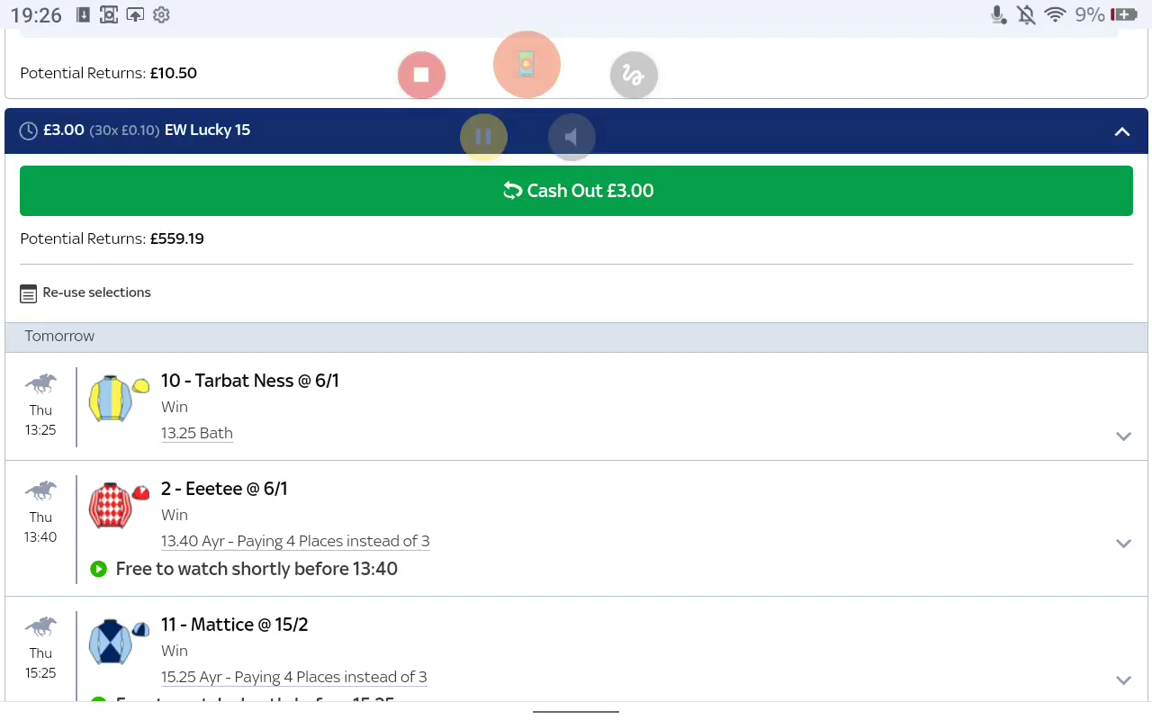 19:26
9%
Potential Returns: £10.50
£3.00 (30x £0.10) EW Lucky 15
Cash Out £3.00
Potential Returns: £559.19
Re-use selections
Tomorrow
10 - Tarbat Ness @ 6/1
Win
Thu
13:25
13.25 Bath
2 - Eeetee @ 6/1
Win
Thu
13:40
13.40 Ayr - Paying 4 Places instead of 3
Free to watch shortly before 13:40
11 - Mattice @ 15/2
Win
Thu
15:25
15.25 Ayr - Paying 4 Places instead of 3